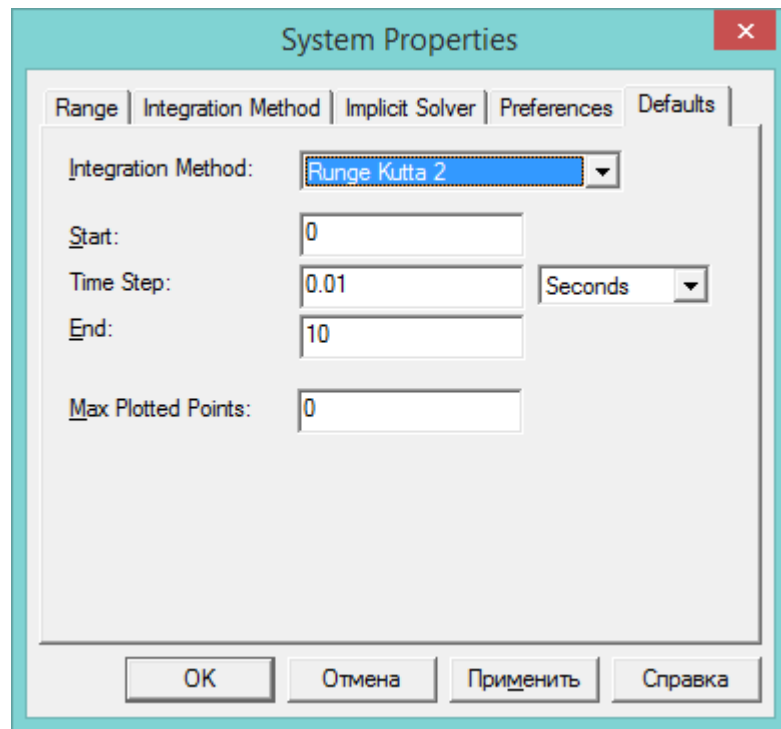 System Properties
Range Integration Method Implicit Solver Preferences Defaults
Integration Method: Runge Kutta 2
Start: 0
Time Step: 0.01 Seconds
End: 10
Max Plotted Points: 0
OK Отмена Применить Справка